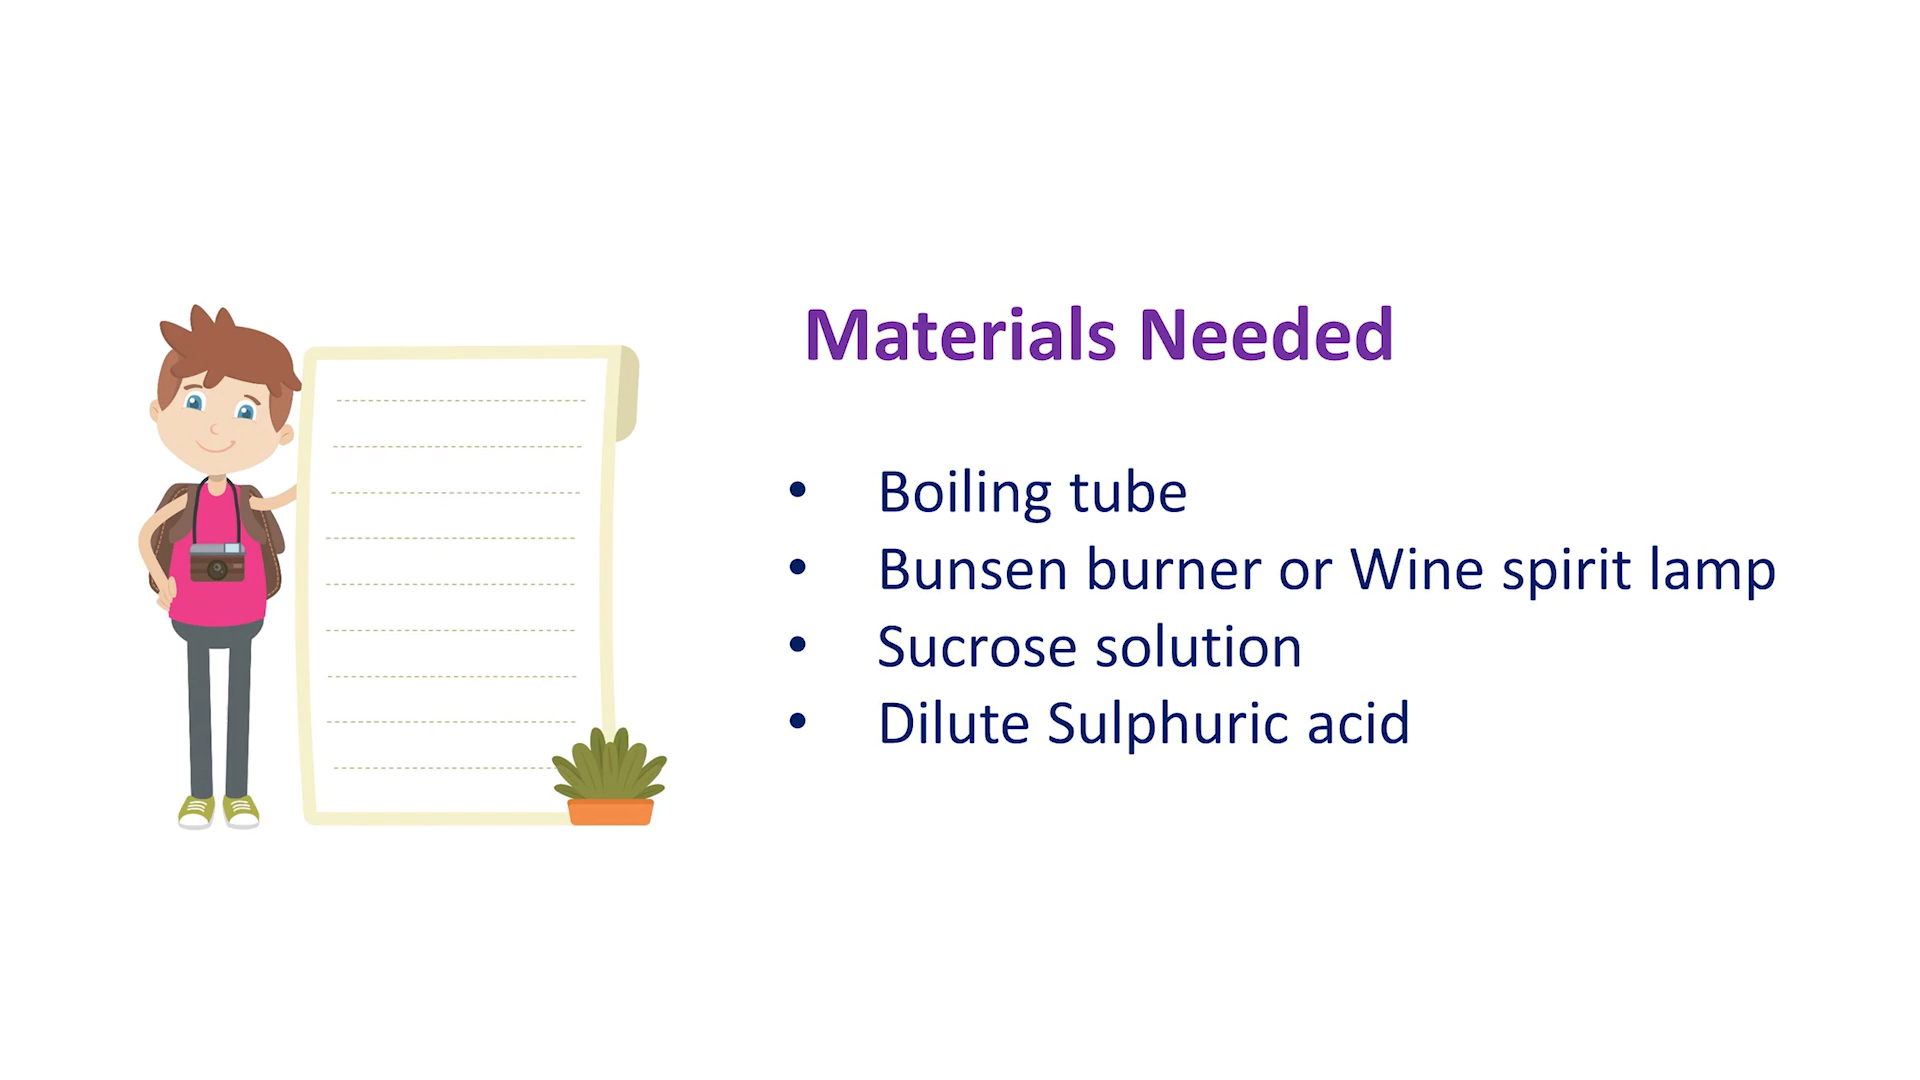 Materials Needed
• Boiling tube
• Bunsen burner or Wine spirit lamp
• Sucrose solution
• Dilute Sulphuric acid